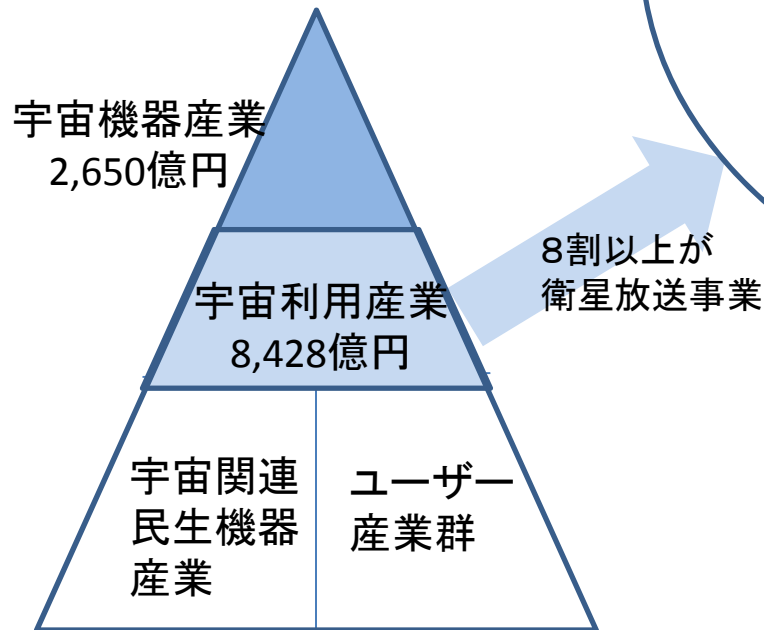 宇宙機器産業
2,650億円
8割以上が
衛星放送事業
宇宙利用産業
8,428億円
宇宙関連
民生機器
産業
ユーザー
産業群